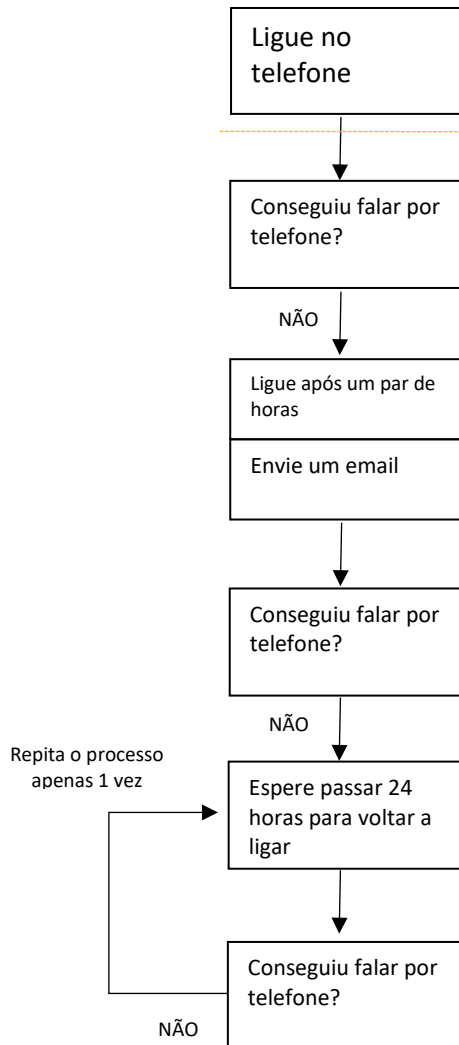 Ligue no
telefone
Conseguiu falar por
telefone?
NÃO
Ligue após um par de
horas
Envie um email
Conseguiu falar por
telefone?
NÃO
Repita o processo
apenas 1 vez
Espere passar 24
horas para voltar a
ligar
Conseguiu falar por
telefone?
NÃO